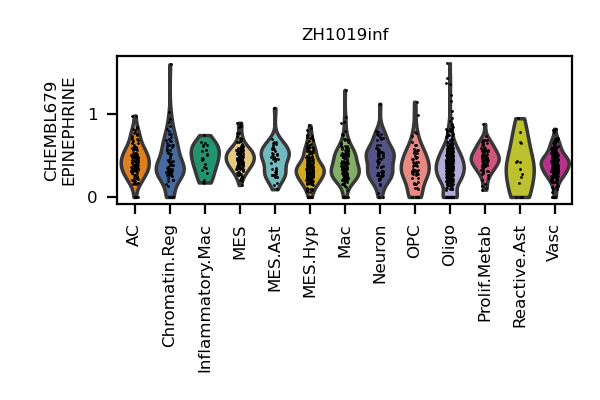 ZH1019inf
CHEMBL679
EPINEPHRINE
1
0
AC
Chromatin.Reg
Inflammatory.Mac
MES
MES.Ast
MES.Hyp
Mac
Neuron
OPC
Oligo
Prolif.Metab
Reactive.Ast
Vasc